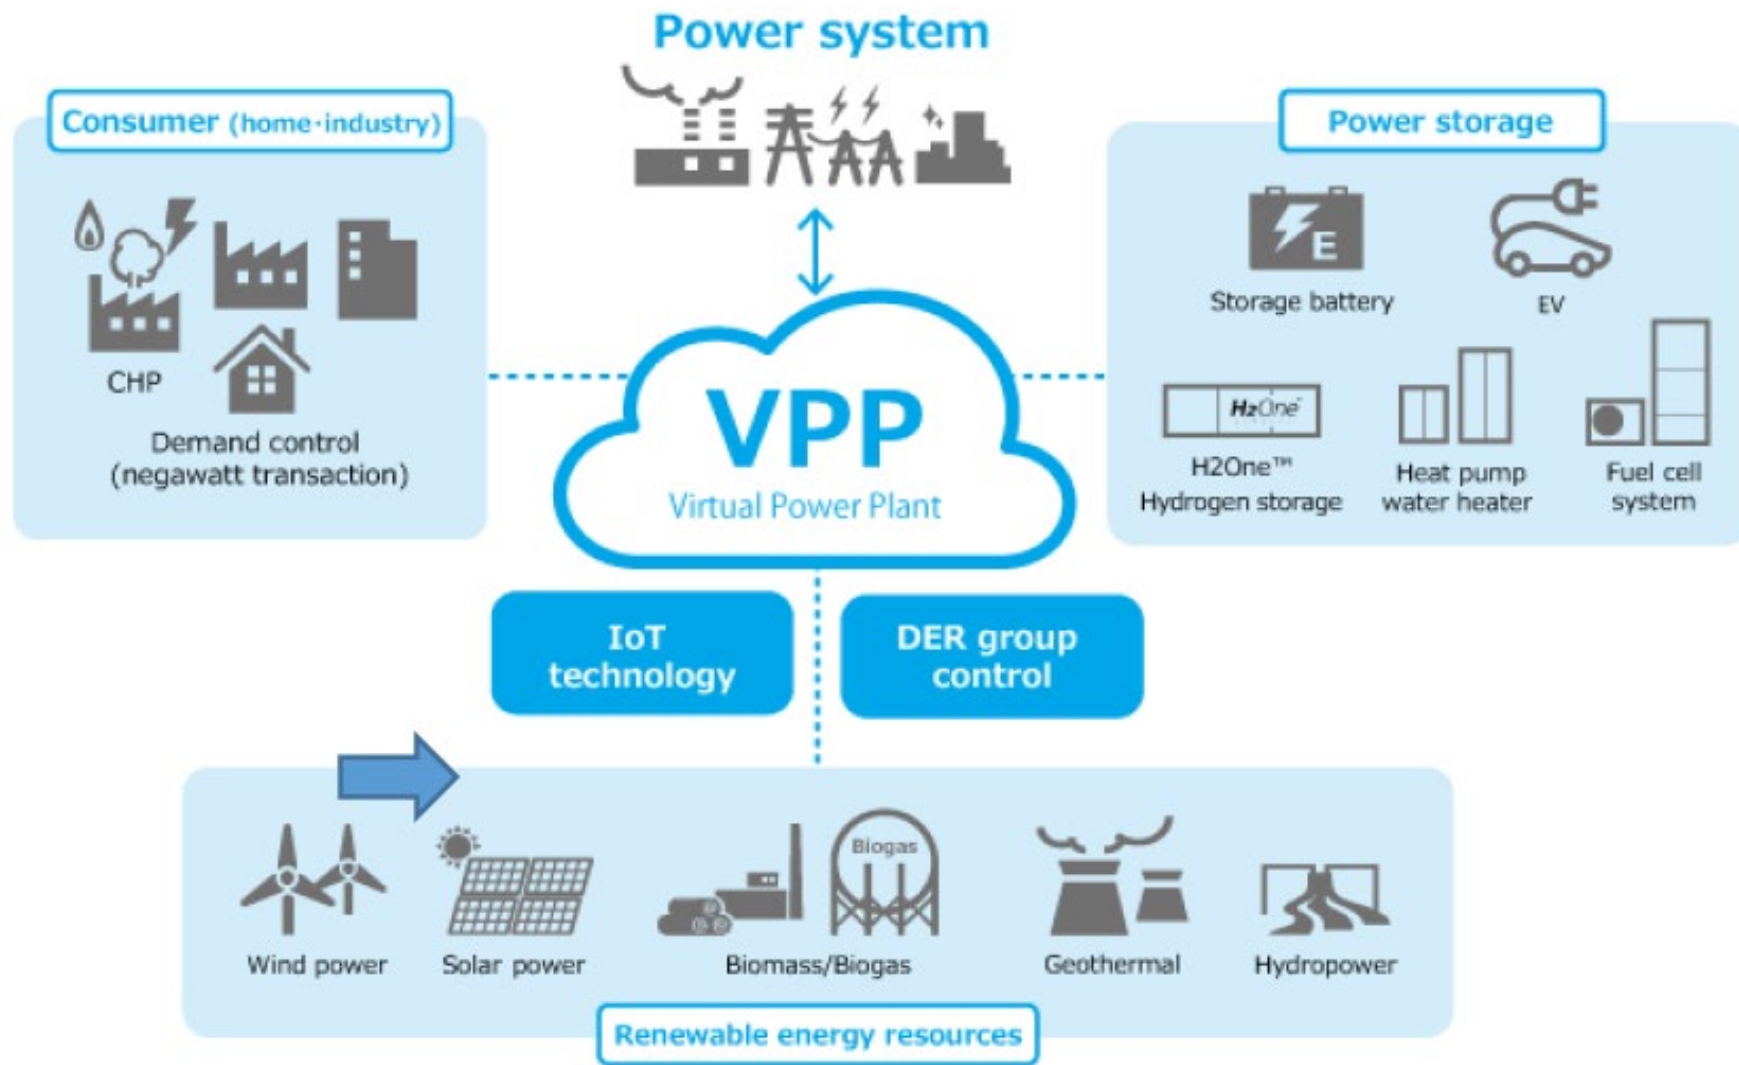 Power system
Consumer (home·industry)
CHP
Demand control
(negawatt transaction)
Power storage
E
Storage battery
EV
H2One
H2One™
Hydrogen storage
Heat pump
water heater
Fuel cell
system
VPP
Virtual Power Plant
IoT
technology
DER group
control
Wind power
Solar power
Biogas
Biomass/Biogas
Geothermal
Hydropower
Renewable energy resources